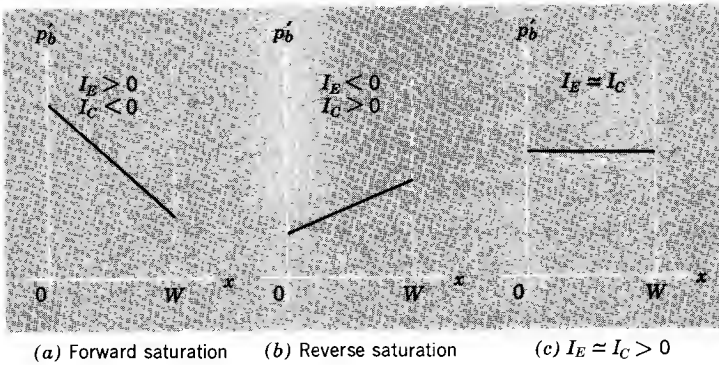 p′b
I_E > 0
I_C < 0
0 W x
(a) Forward saturation
p′b
I_E < 0
I_C > 0
0 W x
(b) Reverse saturation
p′b
I_E ≃ I_C
0 W x
(c) I_E ≃ I_C > 0